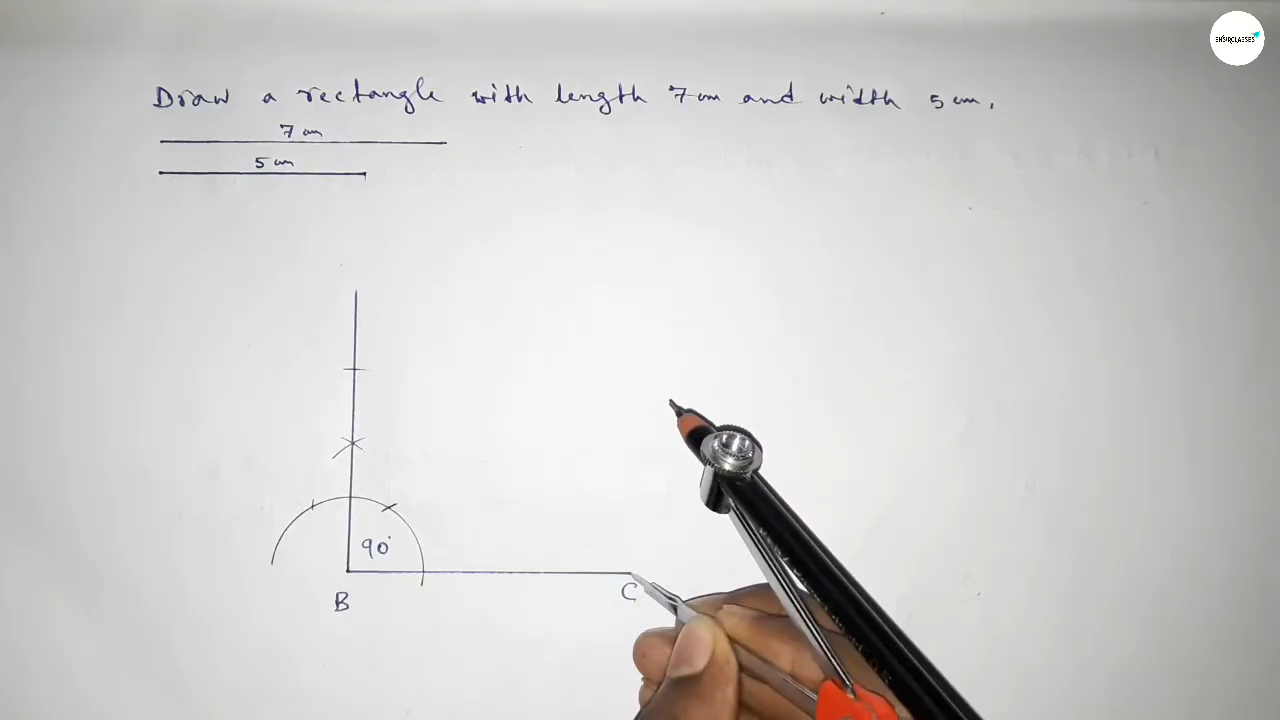 Draw a rectangle with length 7 cm and width 5 cm.
7 cm
5 cm
90°
B
C